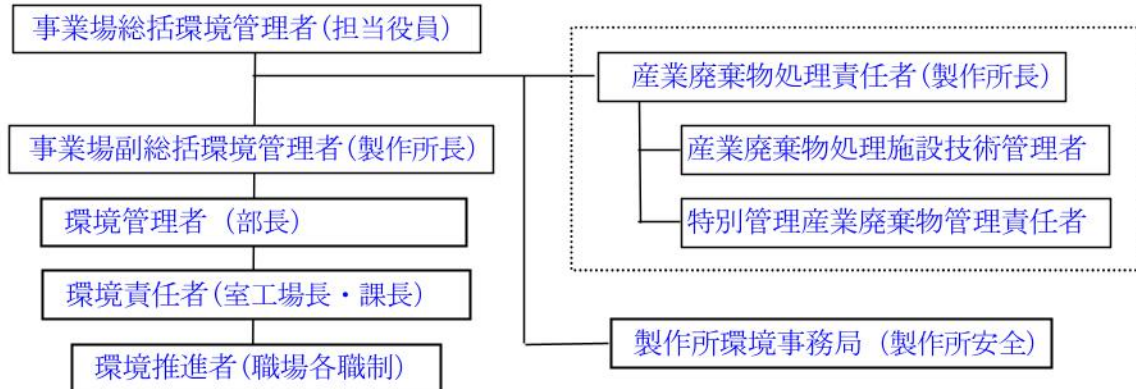 事業場総括環境管理者(担当役員)
産業廃棄物処理責任者(製作所長)
事業場副総括環境管理者(製作所長)
産業廃棄物処理施設技術管理者
環境管理者 (部長)
特別管理産業廃棄物管理責任者
環境責任者(室工場長・課長)
製作所環境事務局 (製作所安全)
環境推進者(職場各職制)